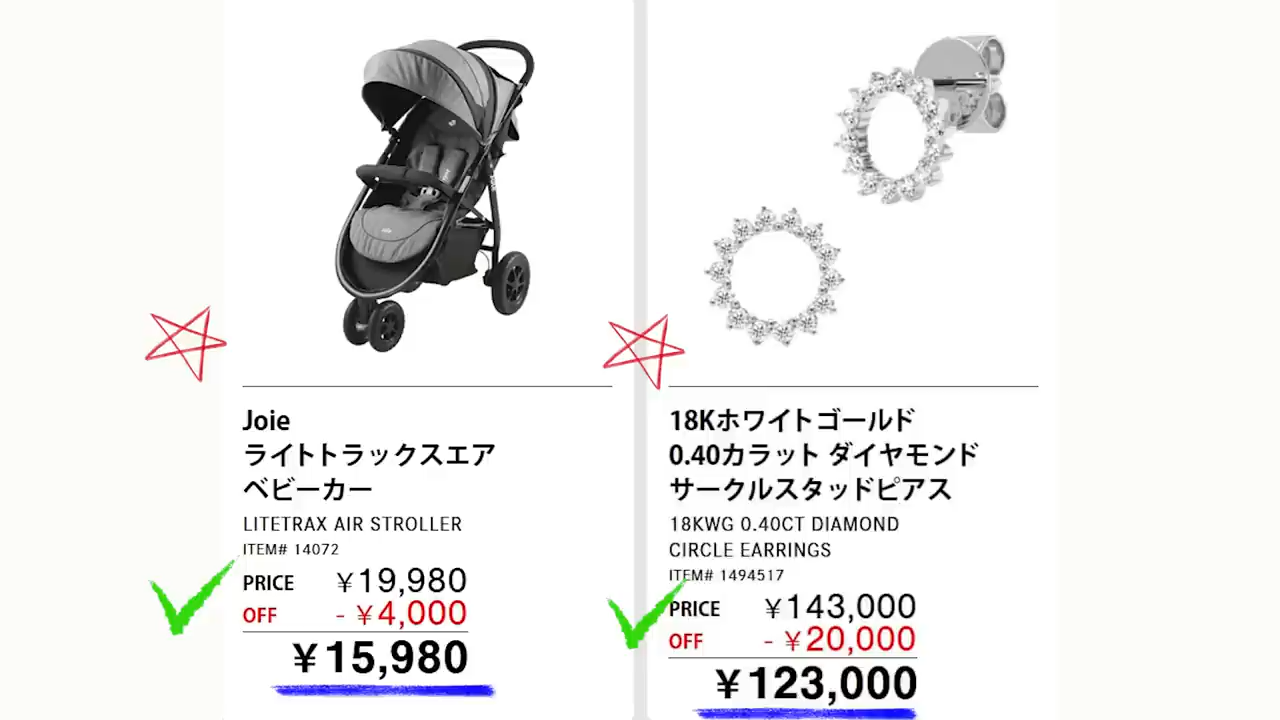 Joie
ライトトラックスエア
ベビーカー
LITETRAX AIR STROLLER
ITEM# 14072
PRICE ¥19,980
OFF - ¥4,000
¥15,980
18Kホワイトゴールド
0.40カラット ダイヤモンド
サークルスタッドピアス
18KWG 0.40CT DIAMOND
CIRCLE EARRINGS
ITEM# 1494517
PRICE ¥143,000
OFF - ¥20,000
¥123,000